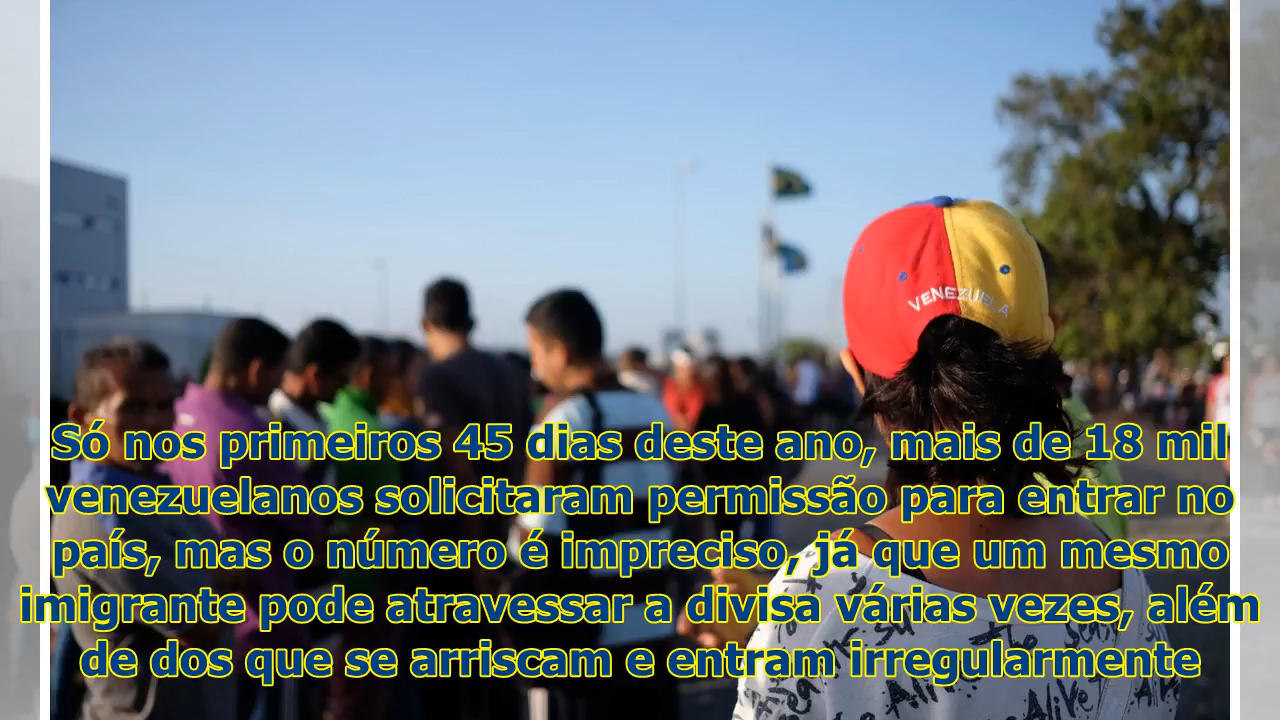 VENEZUELA
Só nos primeiros 45 dias deste ano, mais de 18 mil
venezuelanos solicitaram permissão para entrar no
país, mas o número é impreciso, já que um mesmo
imigrante pode atravessar a divisa várias vezes, além
de dos que se arriscam e entram irregularmente